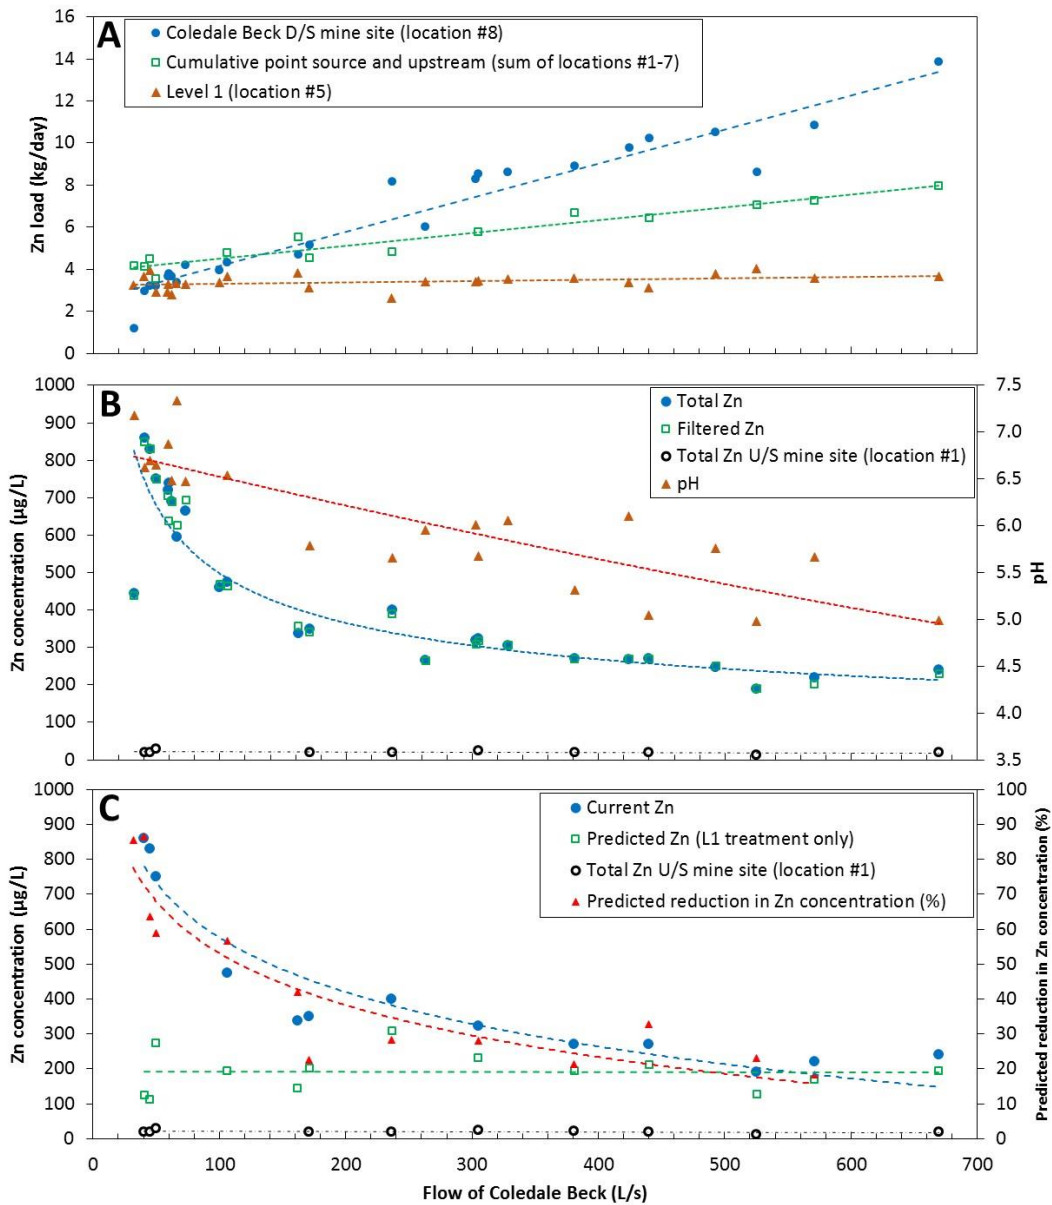 A
Coledale Beck D/S mine site (location #8)
Cumulative point source and upstream (sum of locations #1-7)
Level 1 (location #5)
Zn load (kg/day)
16
14
12
10
8
6
4
2
0
B
Total Zn
Filtered Zn
Total Zn U/S mine site (location #1)
pH
Zn concentration (µg/L)
1000
900
800
700
600
500
400
300
200
100
0
7.5
7.0
6.5
6.0
5.5
5.0
4.5
4.0
3.5
pH
C
Current Zn
Predicted Zn (L1 treatment only)
Total Zn U/S mine site (location #1)
Predicted reduction in Zn concentration (%)
Zn concentration (µg/L)
1000
900
800
700
600
500
400
300
200
100
0
100
90
80
70
60
50
40
30
20
10
0
Predicted reduction in Zn concentration (%)
0 100 200 300 400 500 600 700
Flow of Coledale Beck (L/s)